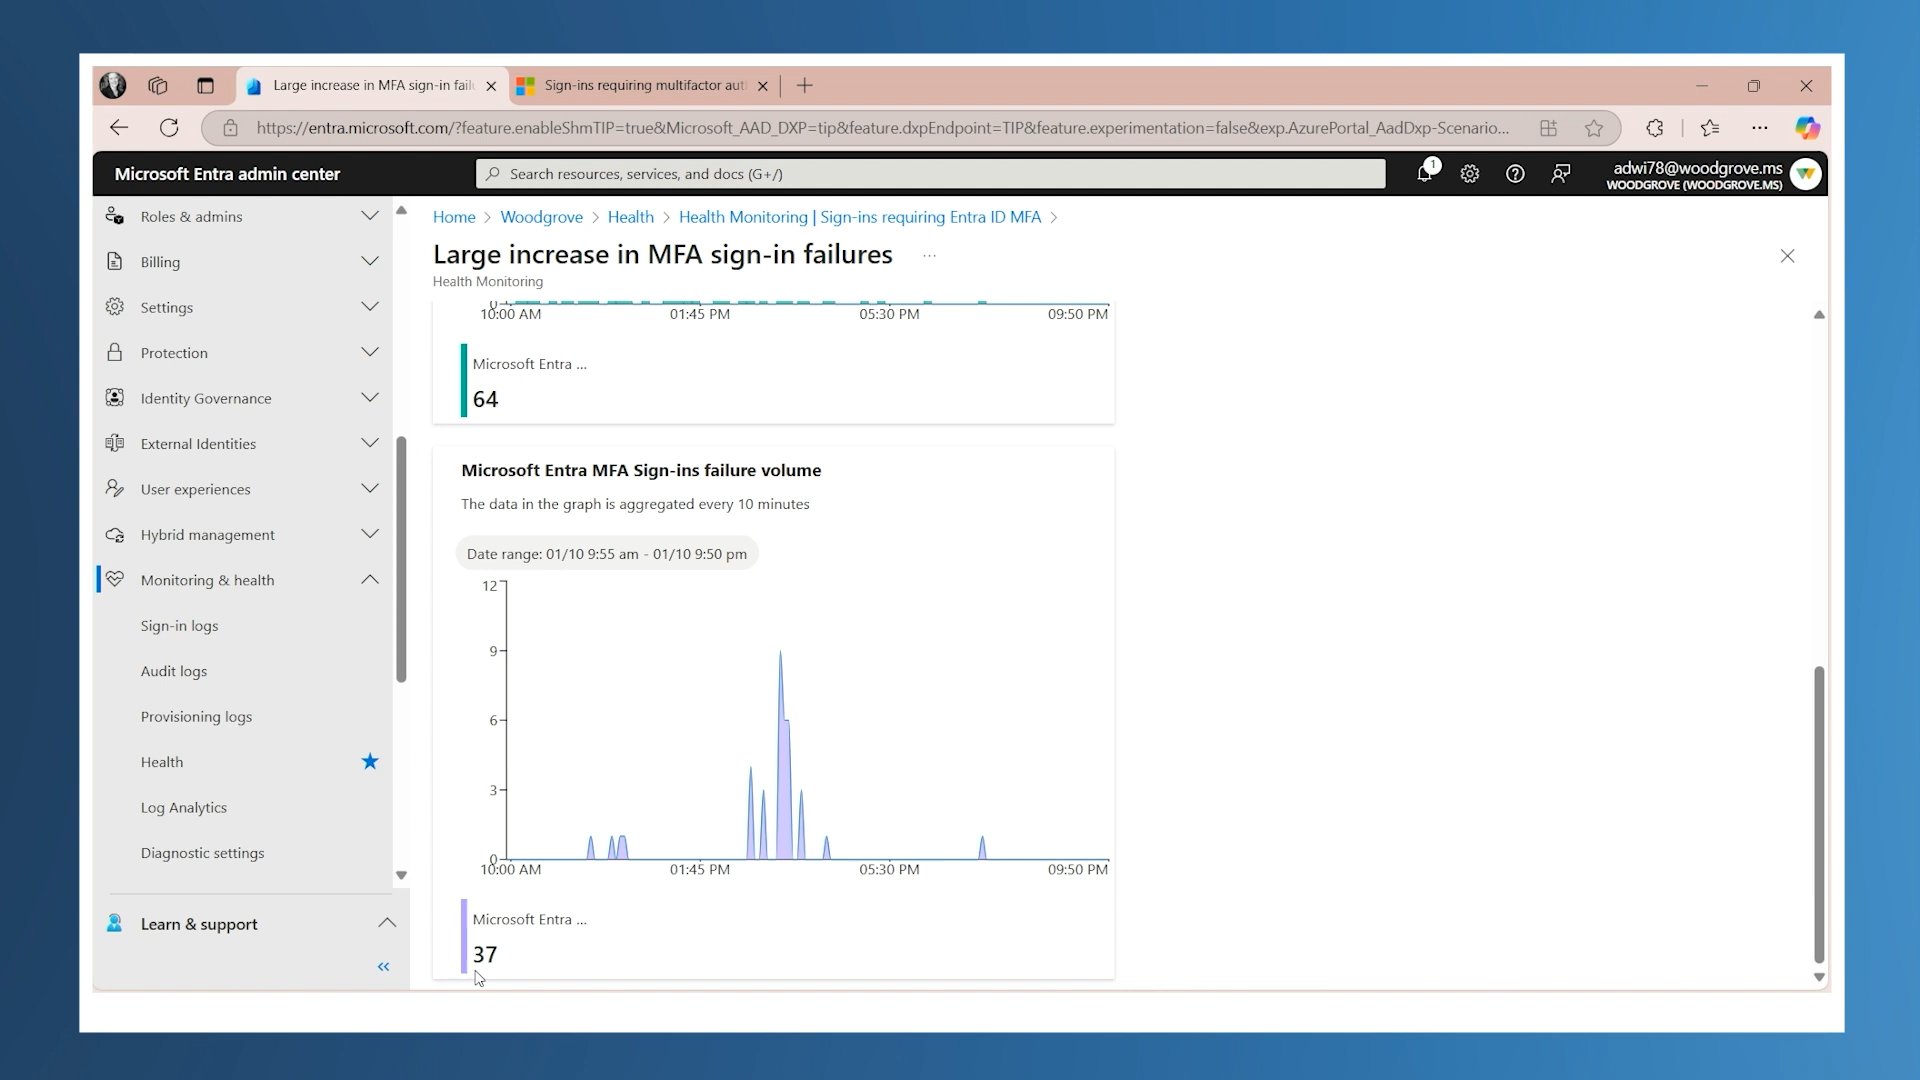 Large increase in MFA sign-in fail
Sign-ins requiring multifactor aut
https://entra.microsoft.com/?feature.enableShmTIP=true&Microsoft_AAD_DXP=tip&feature.dxpEndpoint=TIP&feature.experimentation=false&exp.AzurePortal_AadDxp-Scenario...
Microsoft Entra admin center
Search resources, services, and docs (G+/)
1
adwi78@woodgrove.ms
WOODGROVE (WOODGROVE.MS)
Roles & admins
Billing
Settings
Protection
Identity Governance
External Identities
User experiences
Hybrid management
Monitoring & health
Sign-in logs
Audit logs
Provisioning logs
Health
Log Analytics
Diagnostic settings
Learn & support
Home > Woodgrove > Health > Health Monitoring | Sign-ins requiring Entra ID MFA >
Large increase in MFA sign-in failures ...
Health Monitoring
0
10:00 AM 01:45 PM 05:30 PM 09:50 PM
Microsoft Entra ...
64
Microsoft Entra MFA Sign-ins failure volume
The data in the graph is aggregated every 10 minutes
Date range: 01/10 9:55 am - 01/10 9:50 pm
12
9
6
3
0
10:00 AM 01:45 PM 05:30 PM 09:50 PM
Microsoft Entra ...
37